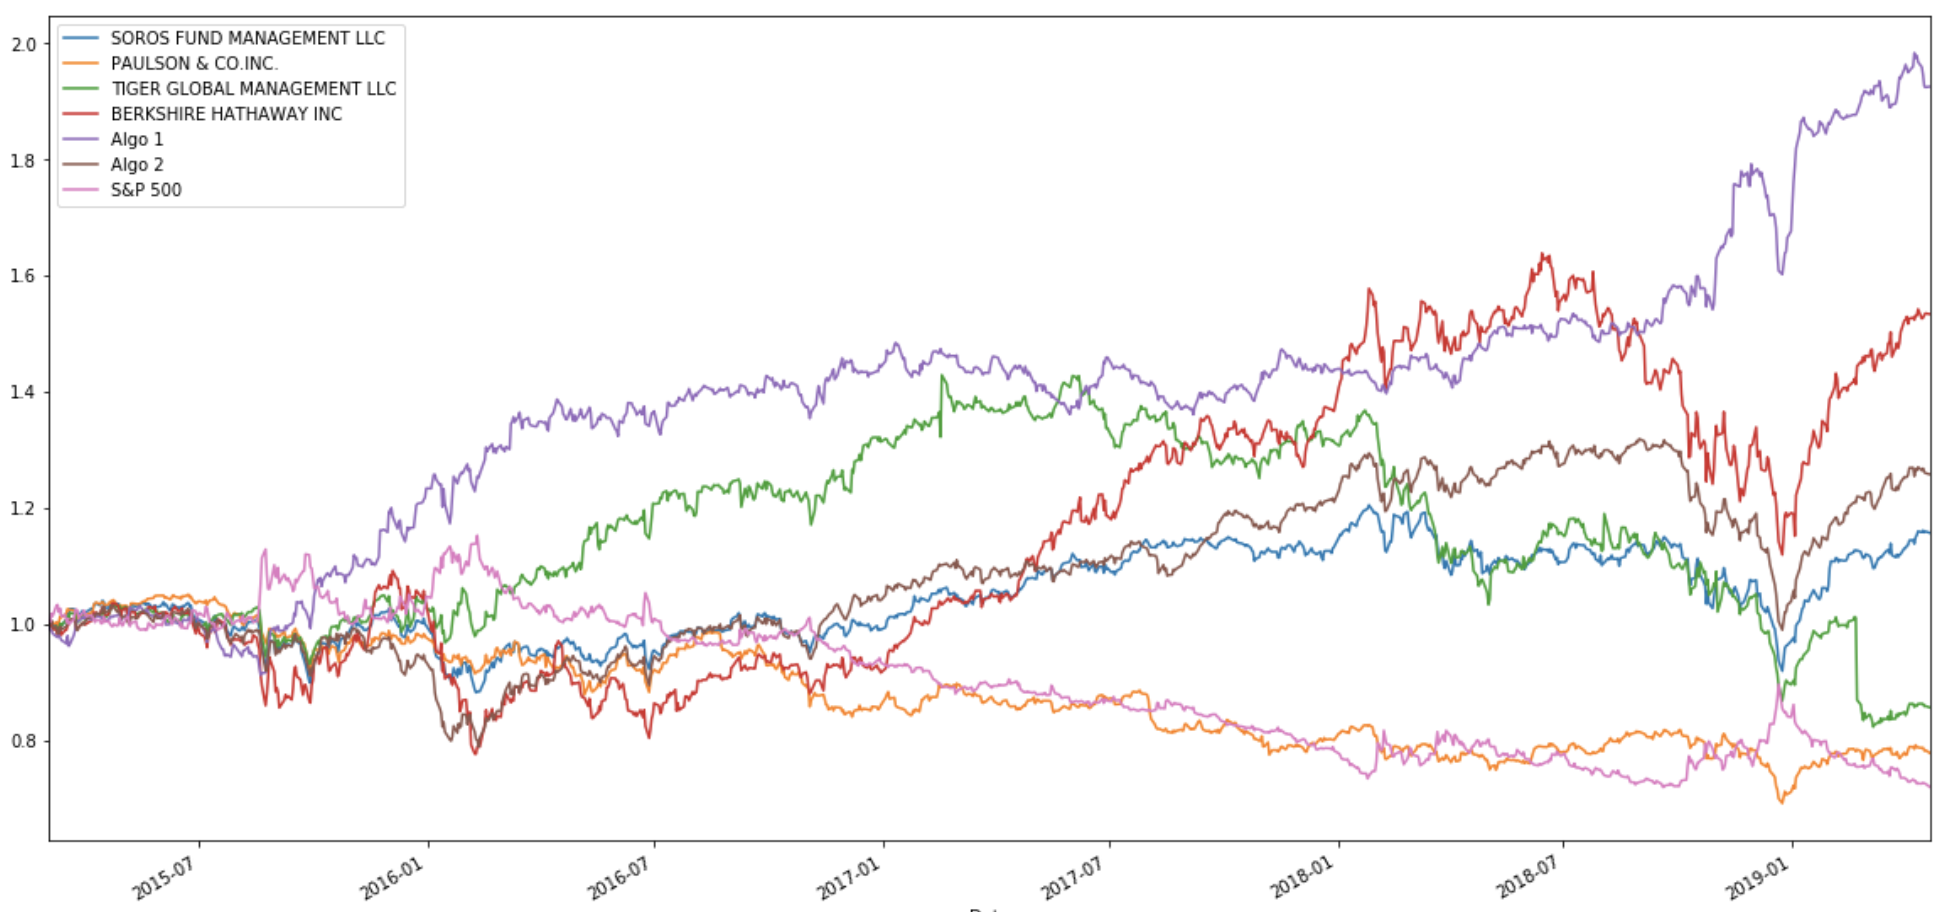 2.0
1.8
1.6
1.4
1.2
1.0
0.8
SOROS FUND MANAGEMENT LLC
PAULSON & CO.INC.
TIGER GLOBAL MANAGEMENT LLC
BERKSHIRE HATHAWAY INC
Algo 1
Algo 2
S&P 500
2015-07
2016-01
2016-07
2017-01
2017-07
2018-01
2018-07
2019-01